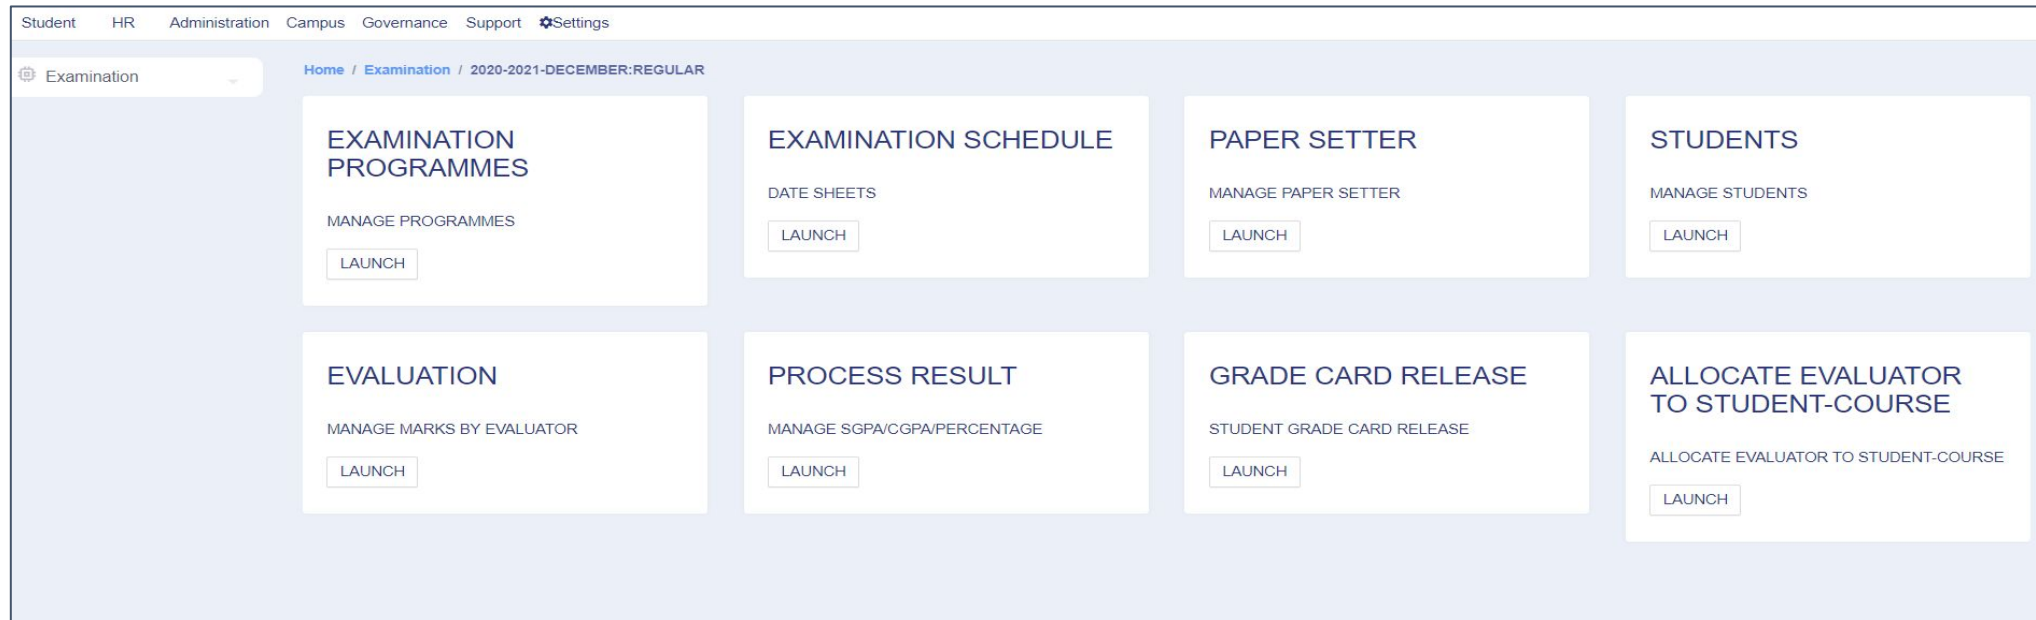 Student HR Administration Campus Governance Support Settings
Examination
Home / Examination / 2020-2021-DECEMBER:REGULAR
EXAMINATION
PROGRAMMES
MANAGE PROGRAMMES
LAUNCH
EXAMINATION SCHEDULE
DATE SHEETS
LAUNCH
PAPER SETTER
MANAGE PAPER SETTER
LAUNCH
STUDENTS
MANAGE STUDENTS
LAUNCH
EVALUATION
MANAGE MARKS BY EVALUATOR
LAUNCH
PROCESS RESULT
MANAGE SGPA/CGPA/PERCENTAGE
LAUNCH
GRADE CARD RELEASE
STUDENT GRADE CARD RELEASE
LAUNCH
ALLOCATE EVALUATOR
TO STUDENT-COURSE
ALLOCATE EVALUATOR TO STUDENT-COURSE
LAUNCH